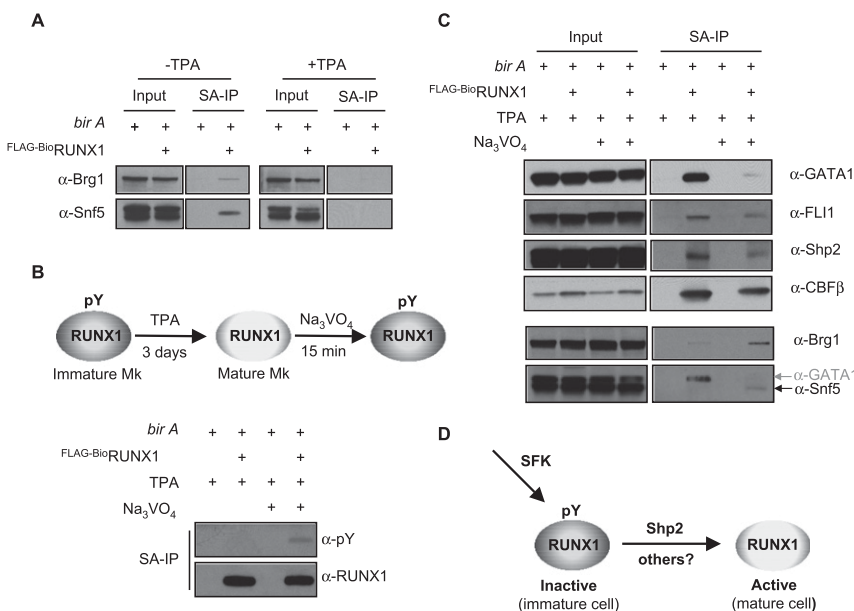 A
-TPA +TPA
Input SA-IP Input SA-IP
bir A + + + + + + + +
FLAG-BioRUNX1 + + + +
α-Brg1
α-Snf5
B
pY pY
TPA Na3VO4
RUNX1 RUNX1 RUNX1
3 days 15 min
Immature Mk Mature Mk
bir A + + + +
FLAG-BioRUNX1 + +
TPA + + + +
Na3VO4 + +
SA-IP
α-pY
α-RUNX1
C
Input SA-IP
bir A + + + + + + + +
FLAG-BioRUNX1 + + + +
TPA + + + + + + + +
Na3VO4 + + + +
α-GATA1
α-FLI1
α-Shp2
α-CBFβ
α-Brg1
α-GATA1
α-Snf5
D
SFK
pY
Shp2
RUNX1 RUNX1
others?
Inactive Active
(immature cell) (mature cell)